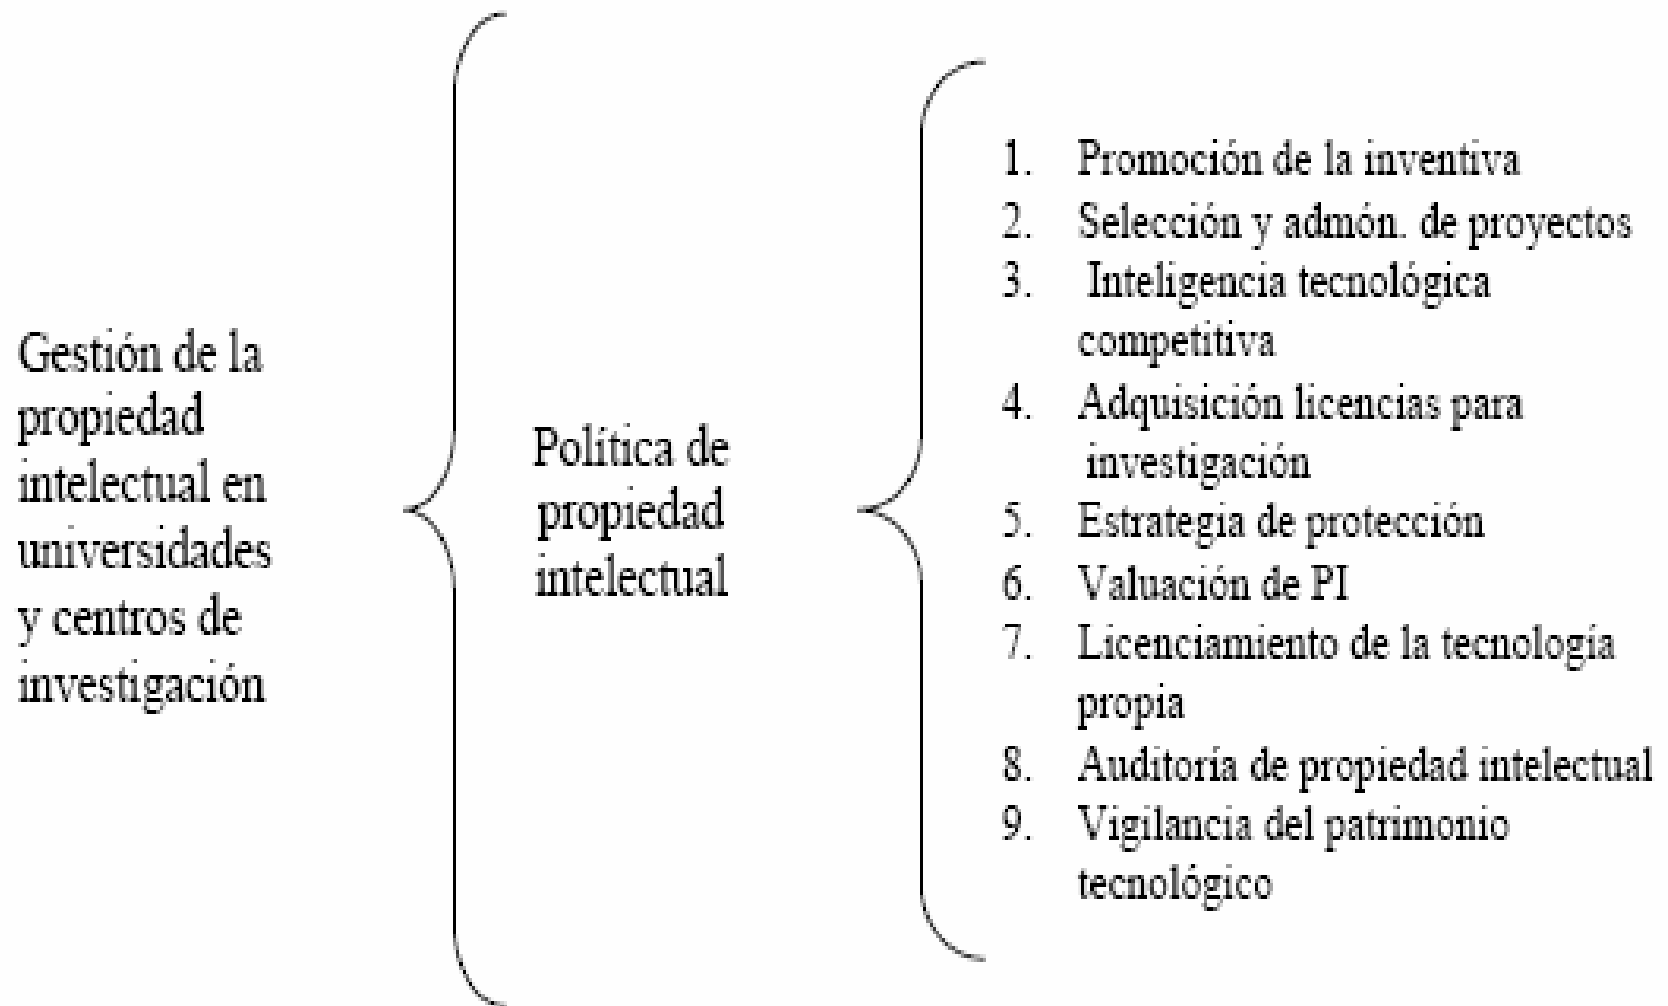 Gestión de la
propiedad
intelectual en
universidades
y centros de
investigación
Política de
propiedad
intelectual
1. Promoción de la inventiva
2. Selección y admón. de proyectos
3. Inteligencia tecnológica
competitiva
4. Adquisición licencias para
investigación
5. Estrategia de protección
6. Valuación de PI
7. Licenciamiento de la tecnología
propia
8. Auditoría de propiedad intelectual
9. Vigilancia del patrimonio
tecnológico